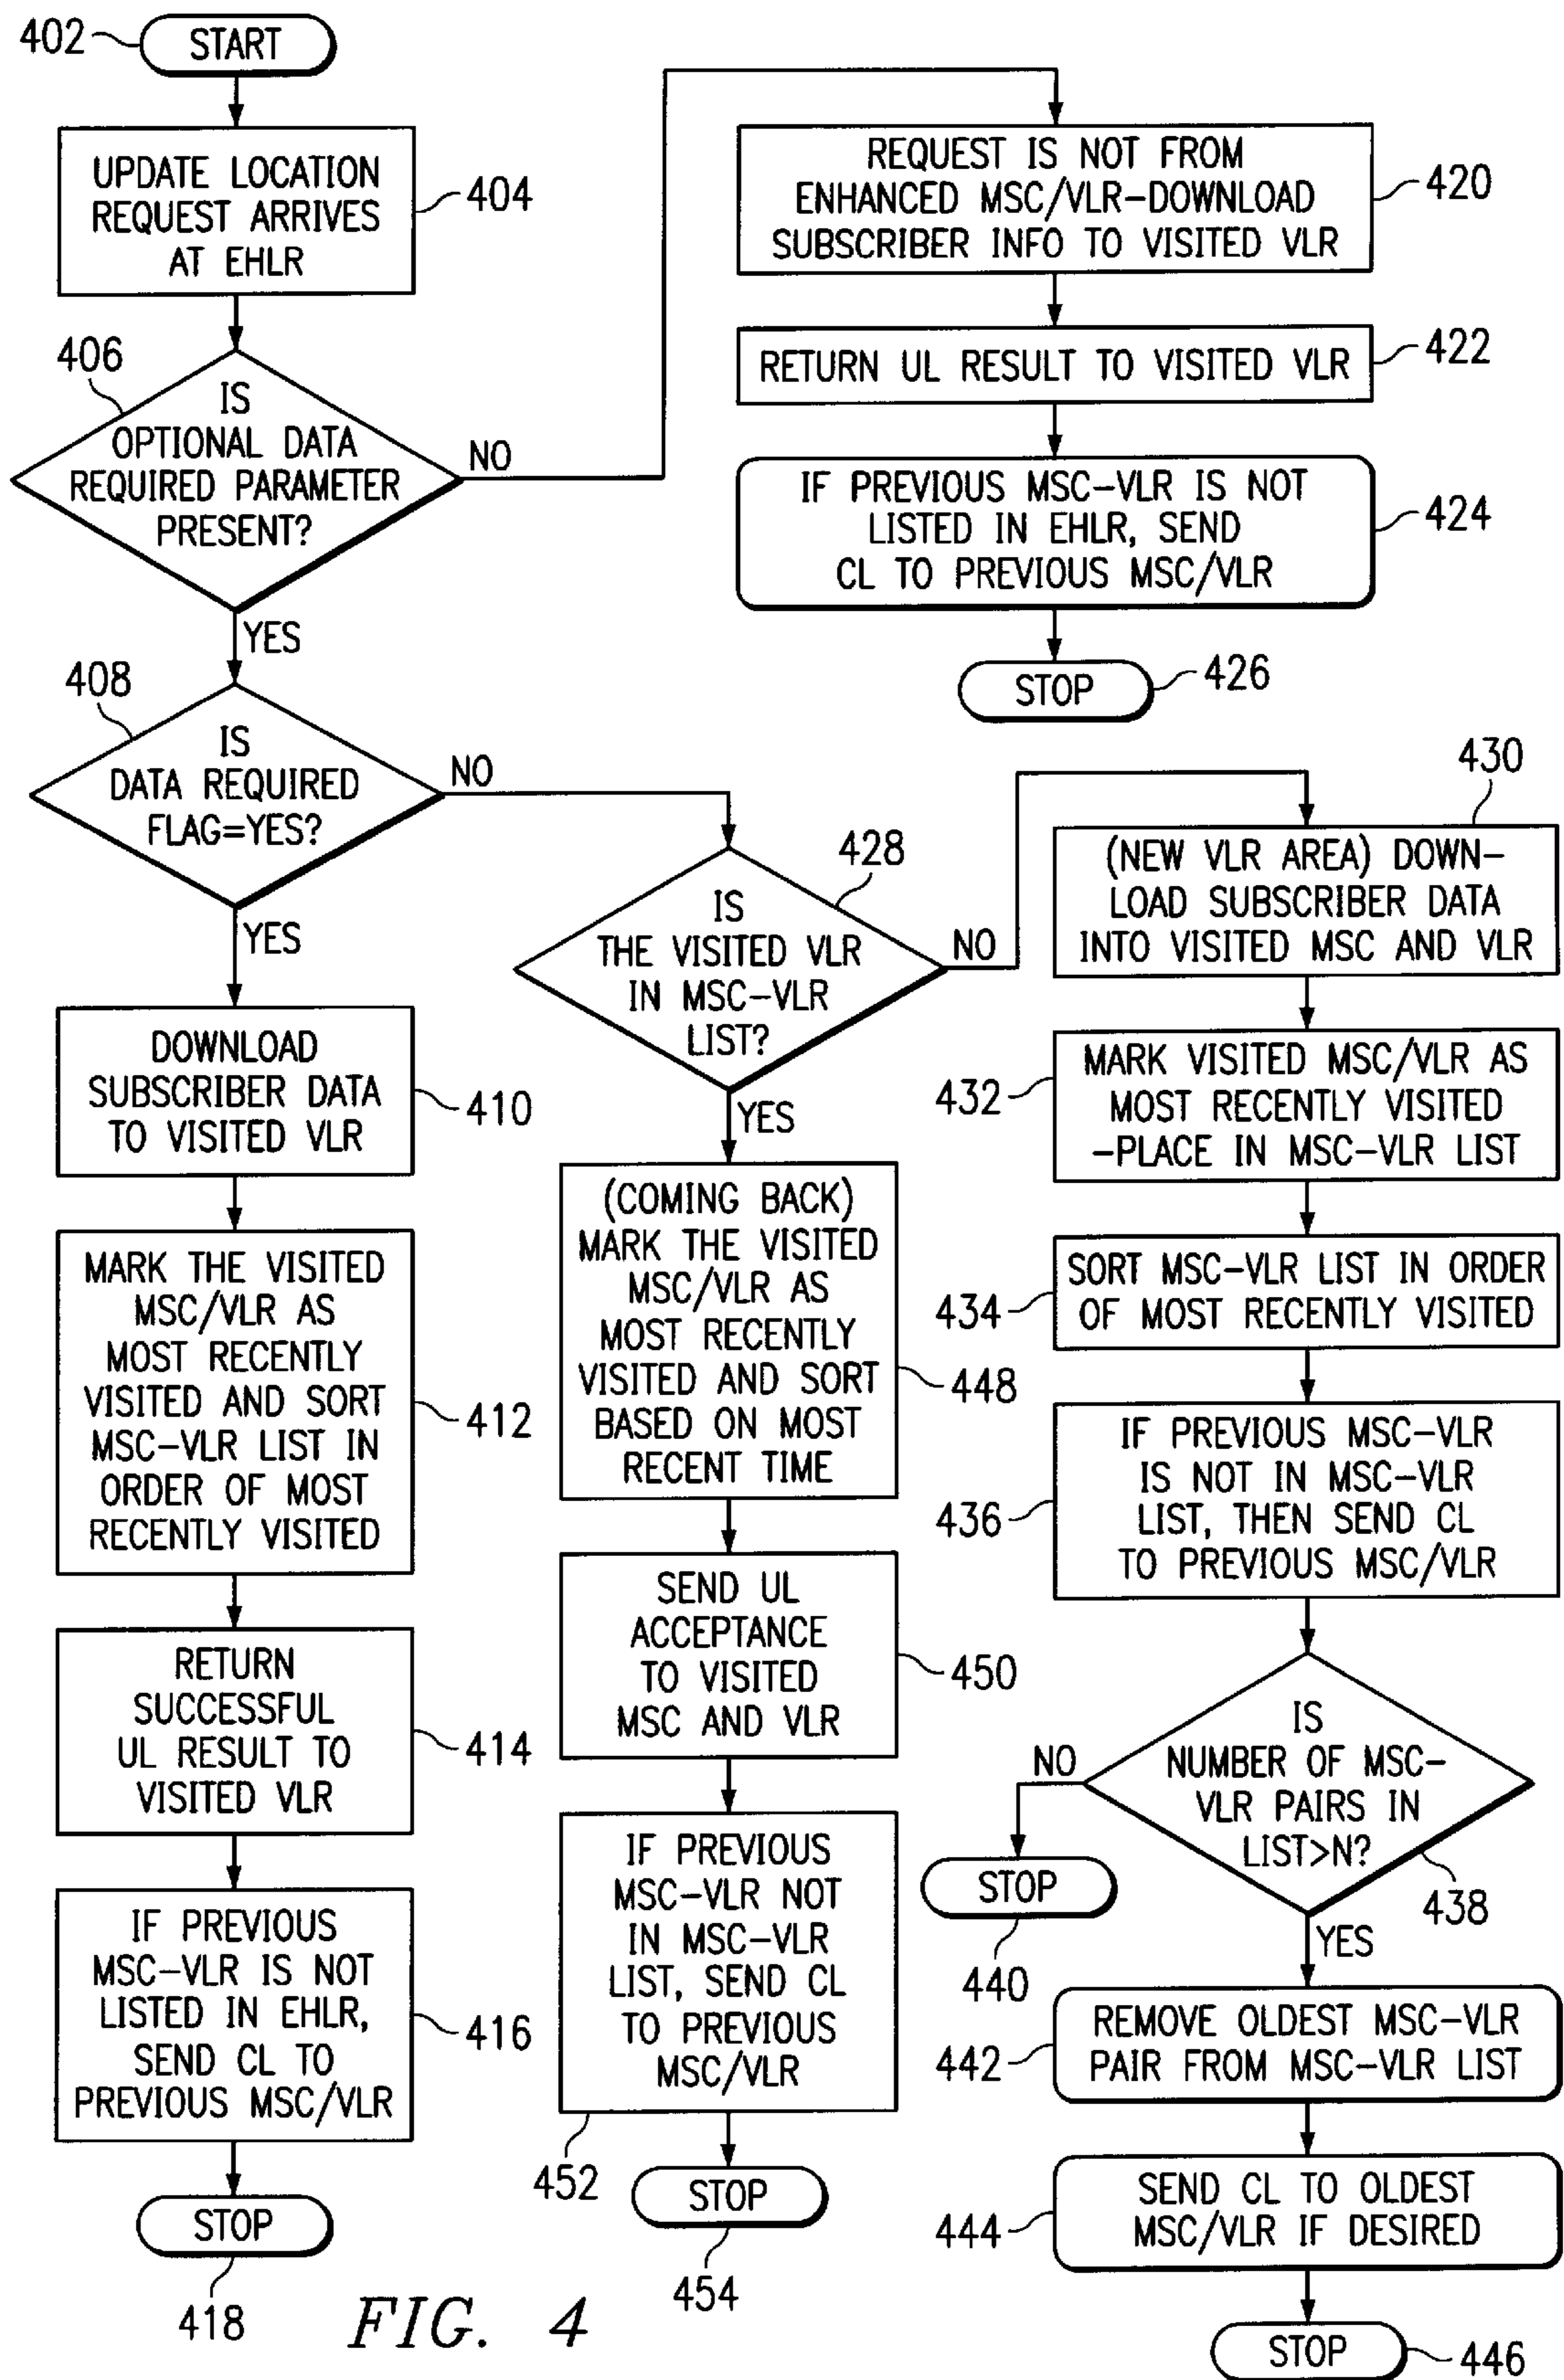 402
START
UPDATE LOCATION
REQUEST ARRIVES
AT EHLR
404
406
IS
OPTIONAL DATA
REQUIRED PARAMETER
PRESENT?
NO
YES
REQUEST IS NOT FROM
ENHANCED MSC/VLR-DOWNLOAD
SUBSCRIBER INFO TO VISITED VLR
420
RETURN UL RESULT TO VISITED VLR
422
IF PREVIOUS MSC-VLR IS NOT
LISTED IN EHLR, SEND
CL TO PREVIOUS MSC/VLR
424
STOP
426
408
IS
DATA REQUIRED
FLAG=YES?
NO
YES
DOWNLOAD
SUBSCRIBER DATA
TO VISITED VLR
410
MARK THE VISITED
MSC/VLR AS
MOST RECENTLY
VISITED AND SORT
MSC-VLR LIST IN
ORDER OF MOST
RECENTLY VISITED
412
RETURN
SUCCESSFUL
UL RESULT TO
VISITED VLR
414
IF PREVIOUS
MSC-VLR IS NOT
LISTED IN EHLR,
SEND CL TO
PREVIOUS MSC/VLR
416
STOP
418
428
IS
THE VISITED VLR
IN MSC-VLR
LIST?
NO
YES
(COMING BACK)
MARK THE VISITED
MSC/VLR AS
MOST RECENTLY
VISITED AND SORT
BASED ON MOST
RECENT TIME
448
SEND UL
ACCEPTANCE
TO VISITED
MSC AND VLR
450
IF PREVIOUS
MSC-VLR NOT
IN MSC-VLR
LIST, SEND CL
TO PREVIOUS
MSC/VLR
452
STOP
454
430
(NEW VLR AREA) DOWN-
LOAD SUBSCRIBER DATA
INTO VISITED MSC AND VLR
432
MARK VISITED MSC/VLR AS
MOST RECENTLY VISITED
-PLACE IN MSC-VLR LIST
434
SORT MSC-VLR LIST IN ORDER
OF MOST RECENTLY VISITED
436
IF PREVIOUS MSC-VLR
IS NOT IN MSC-VLR
LIST, THEN SEND CL
TO PREVIOUS MSC/VLR
IS
NUMBER OF MSC-
VLR PAIRS IN
LIST>N?
438
NO
STOP
440
YES
442
REMOVE OLDEST MSC-VLR
PAIR FROM MSC-VLR LIST
444
SEND CL TO OLDEST
MSC/VLR IF DESIRED
STOP
446
FIG. 4